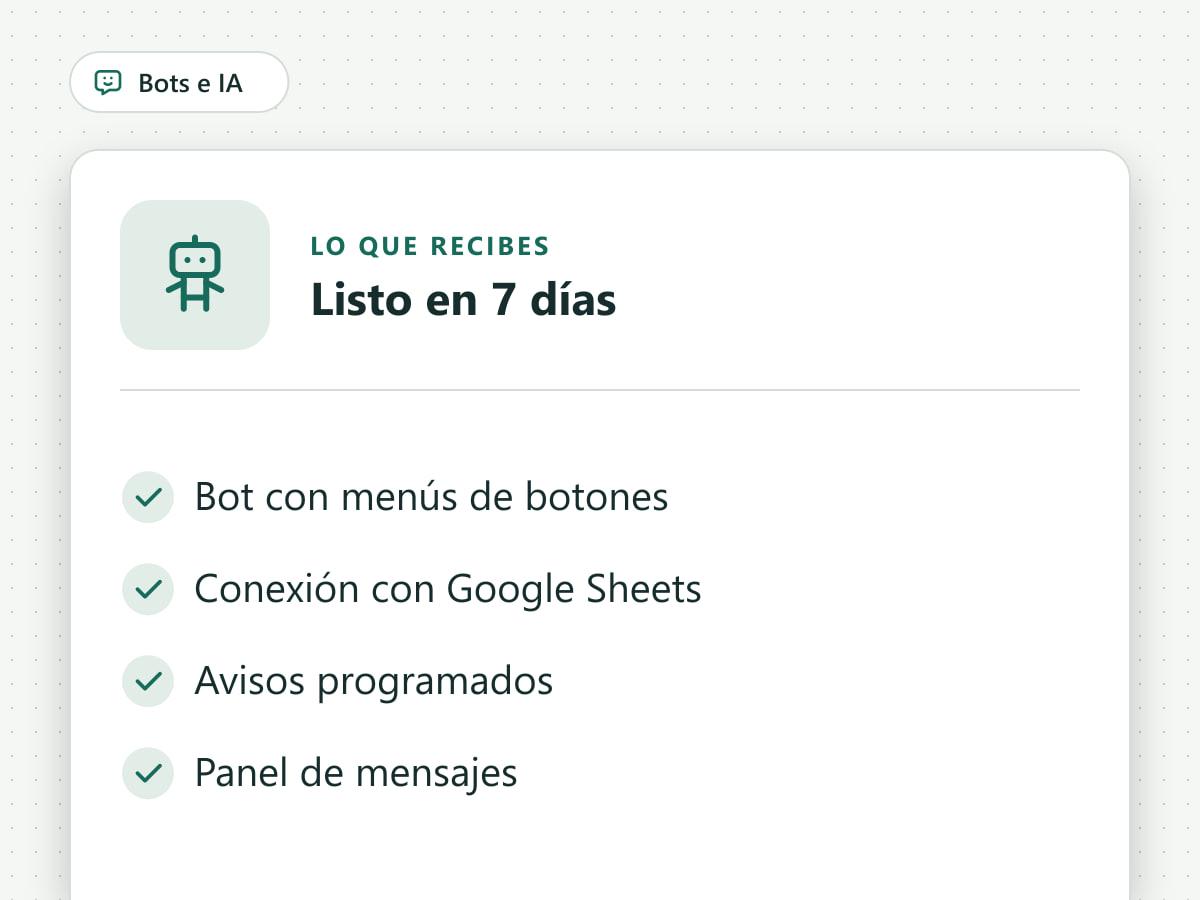 Bots e IA
LO QUE RECIBES
Listo en 7 días
Bot con menús de botones
Conexión con Google Sheets
Avisos programados
Panel de mensajes